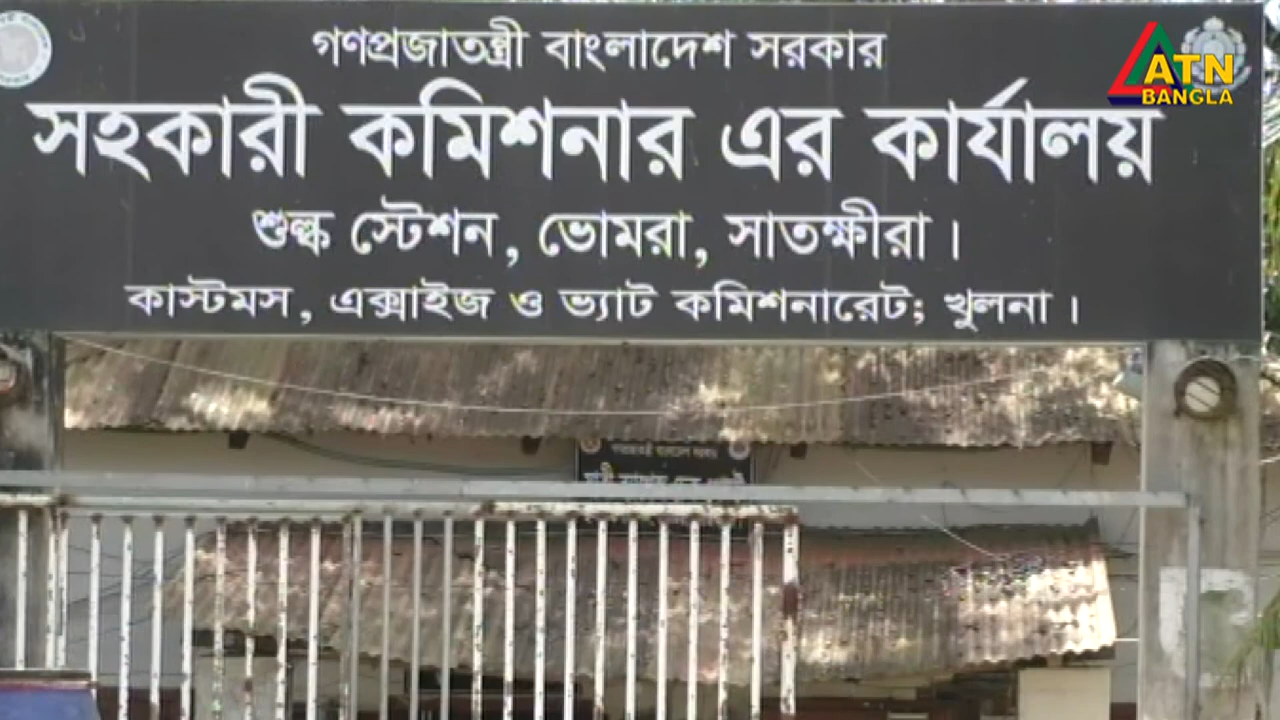 গণপ্রজাতন্ত্রী বাংলাদেশ সরকার
সহকারী কমিশনার এর কার্যালয়
শুল্ক স্টেশন, ভোমরা, সাতক্ষীরা।
কাস্টমস, এক্সাইজ ও ভ্যাট কমিশনারেট; খুলনা।
ATN
BANGLA